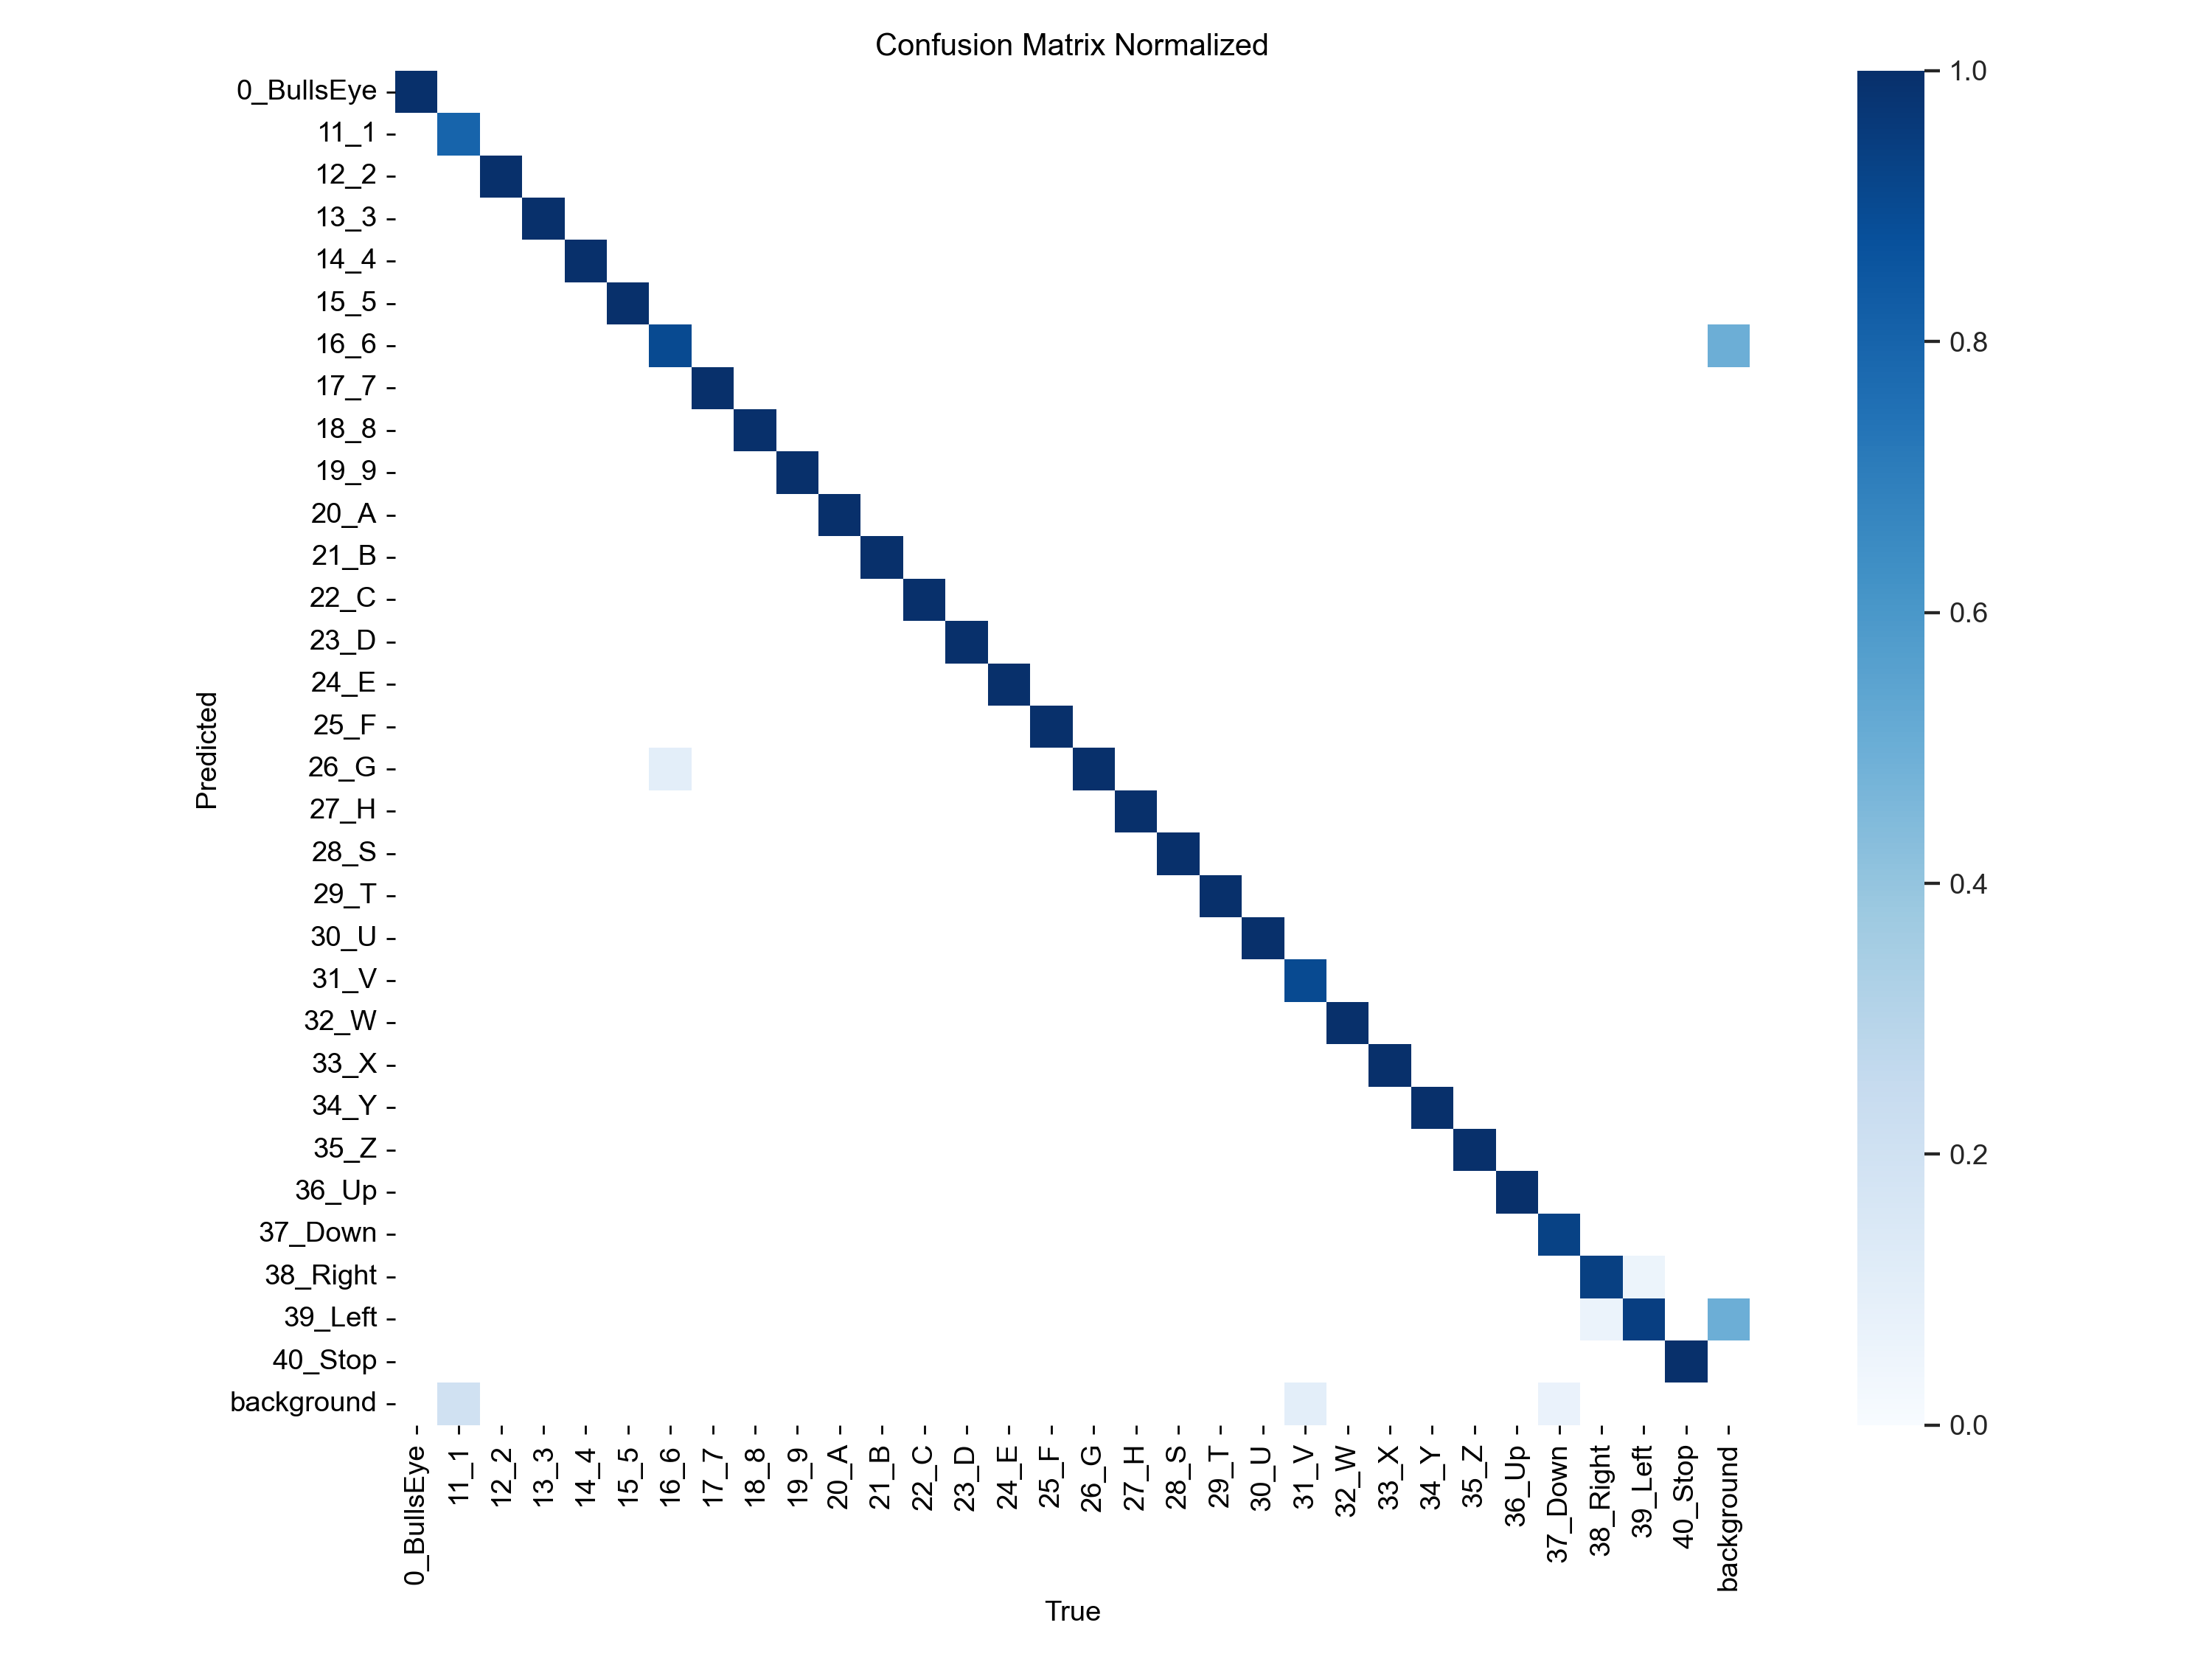 Confusion Matrix Normalized
0_BullsEye
11_1
12_2
13_3
14_4
15_5
16_6
17_7
18_8
19_9
20_A
21_B
22_C
23_D
24_E
25_F
26_G
27_H
28_S
29_T
30_U
31_V
32_W
33_X
34_Y
35_Z
36_Up
37_Down
38_Right
39_Left
40_Stop
background
Predicted
0_BullsEye
11_1
12_2
13_3
14_4
15_5
16_6
17_7
18_8
19_9
20_A
21_B
22_C
23_D
24_E
25_F
26_G
27_H
28_S
29_T
30_U
31_V
32_W
33_X
34_Y
35_Z
36_Up
37_Down
38_Right
39_Left
40_Stop
background
True
1.0
0.8
0.6
0.4
0.2
0.0